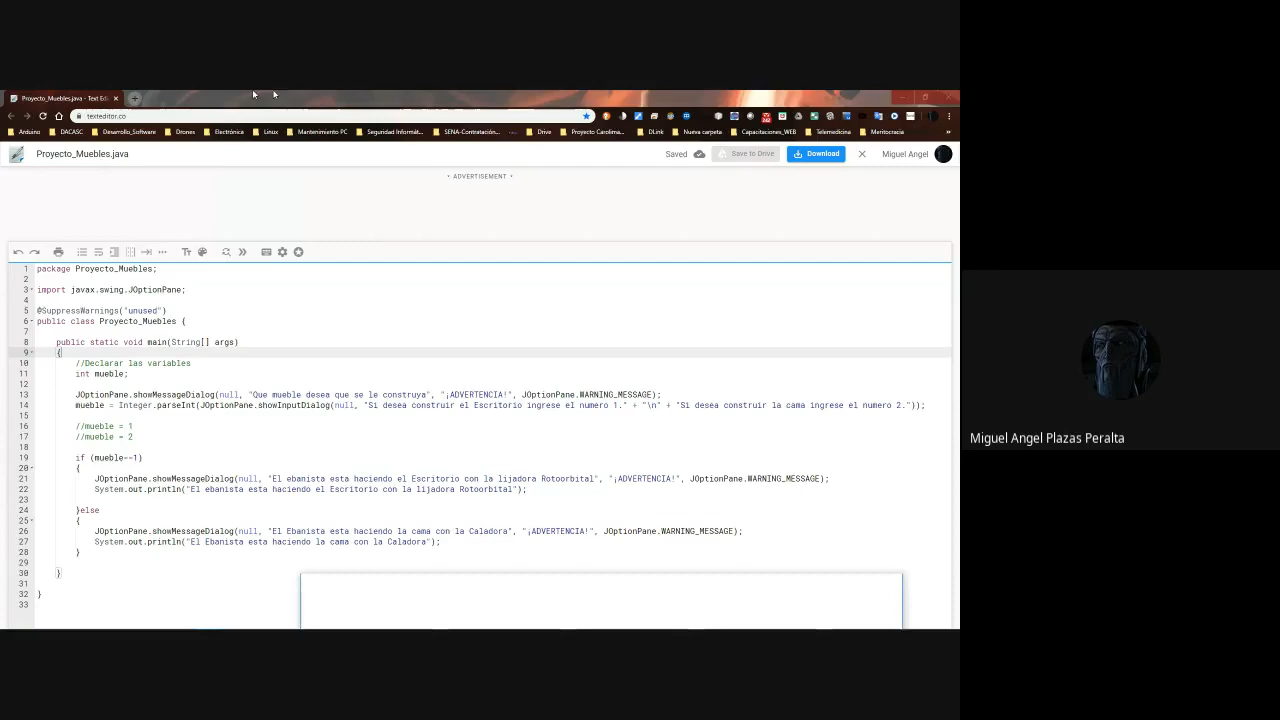 Proyecto_Muebles.java - Text Edi
texteditor.co
Arduino DACASC Desarrollo_Software Drones Electrónica Linux Mantenimiento PC Seguridad Informát... SENA-Contratación... Drive Proyecto Carolina... DLink Nueva carpeta Capacitaciones_WEB Telemedicina Meritocracia »
Proyecto_Muebles.java Saved Save to Drive Download Miguel Angel
• ADVERTISEMENT •
1 package Proyecto_Muebles;
2
3 import javax.swing.JOptionPane;
4
5 @SuppressWarnings("unused")
6 public class Proyecto_Muebles {
7
8 public static void main(String[] args)
9 {
10 //Declarar las variables
11 int mueble;
12
13 JOptionPane.showMessageDialog(null, "Que mueble desea que se le construya", "¡ADVERTENCIA!", JOptionPane.WARNING_MESSAGE);
14 mueble = Integer.parseInt(JOptionPane.showInputDialog(null, "Si desea construir el Escritorio ingrese el numero 1." + "\n" + "Si desea construir la cama ingrese el numero 2."));
15
16 //mueble = 1
17 //mueble = 2
18
19 if (mueble==1)
20 {
21 JOptionPane.showMessageDialog(null, "El ebanista esta haciendo el Escritorio con la lijadora Rotoorbital", "¡ADVERTENCIA!", JOptionPane.WARNING_MESSAGE);
22 System.out.println("El ebanista esta haciendo el Escritorio con la lijadora Rotoorbital");
23
24 }else
25 {
26 JOptionPane.showMessageDialog(null, "El Ebanista esta haciendo la cama con la Caladora", "¡ADVERTENCIA!", JOptionPane.WARNING_MESSAGE);
27 System.out.println("El Ebanista esta haciendo la cama con la Caladora");
28 }
29
30 }
31
32 }
33
Miguel Angel Plazas Peralta